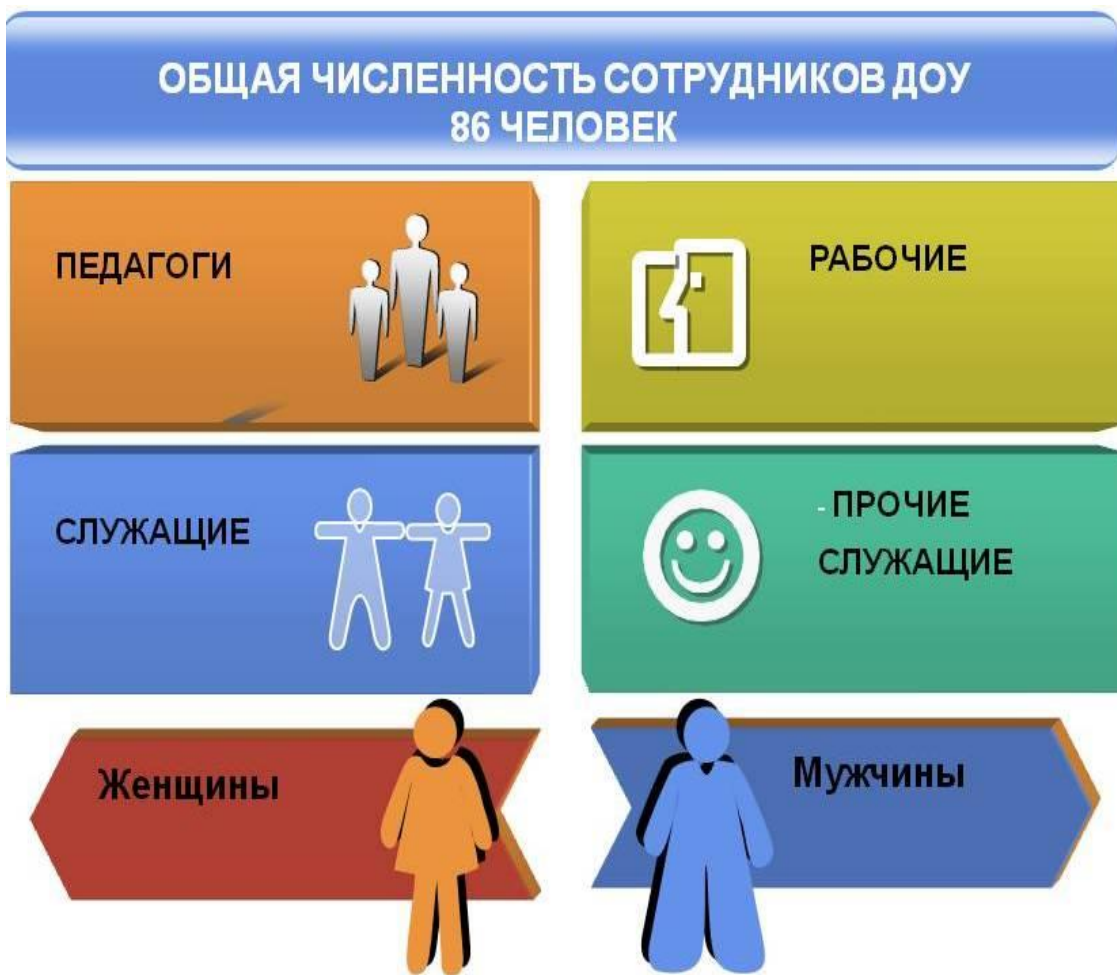 ОБЩАЯ ЧИСЛЕННОСТЬ СОТРУДНИКОВ ДОУ
86 ЧЕЛОВЕК
ПЕДАГОГИ
РАБОЧИЕ
СЛУЖАЩИЕ
- ПРОЧИЕ
СЛУЖАЩИЕ
Женщины
Мужчины